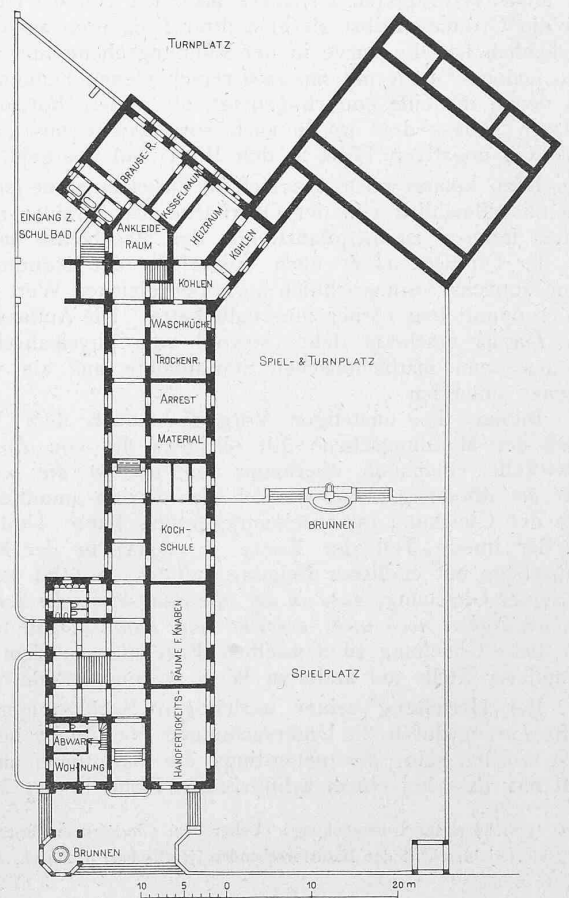 TURNPLATZ
BRAUSE-R.
KESSELRAUM
HEIZRAUM
KOHLEN
EINGANG Z.
SCHULBAD
ANKLEIDE-
RAUM
KOHLEN
WASCHKÜCHE
TROCKENR.
SPIEL- & TURNPLATZ
ARREST
MATERIAL
BRUNNEN
KOCH-
SCHULE
HANDFERTIGKEITS-RÄUME F. KNABEN
SPIELPLATZ
ABWART
WOHNUNG
BRUNNEN
10 5 0 10 20 m